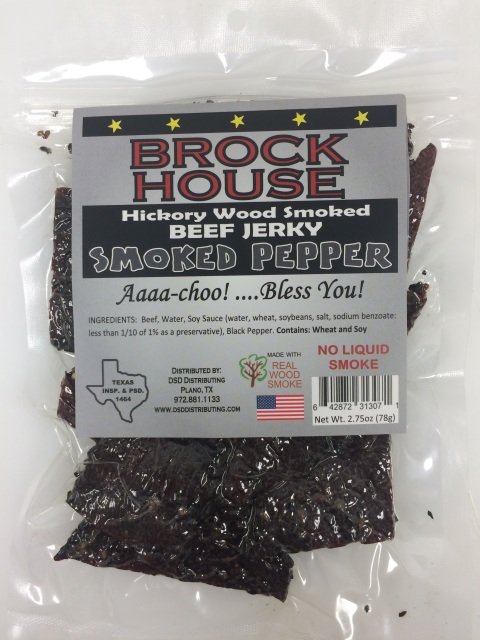 BROCK
HOUSE
Hickory Wood Smoked
BEEF JERKY
SMOKED PEPPER
Aaaa-choo! ....Bless You!
INGREDIENTS: Beef, Water, Soy Sauce (water, wheat, soybeans, salt, sodium benzoate:
less than 1/10 of 1% as a preservative), Black Pepper. Contains: Wheat and Soy
TEXAS
INSP. & PSD.
1464
DISTRIBUTED BY:
DSD DISTRIBUTING
PLANO, TX
972.881.1133
WWW.DSDDISTRIBUTING.COM
MADE WITH
REAL
WOOD
SMOKE
NO LIQUID
SMOKE
6 42872 31307 1
Net Wt. 2.75oz (78g)